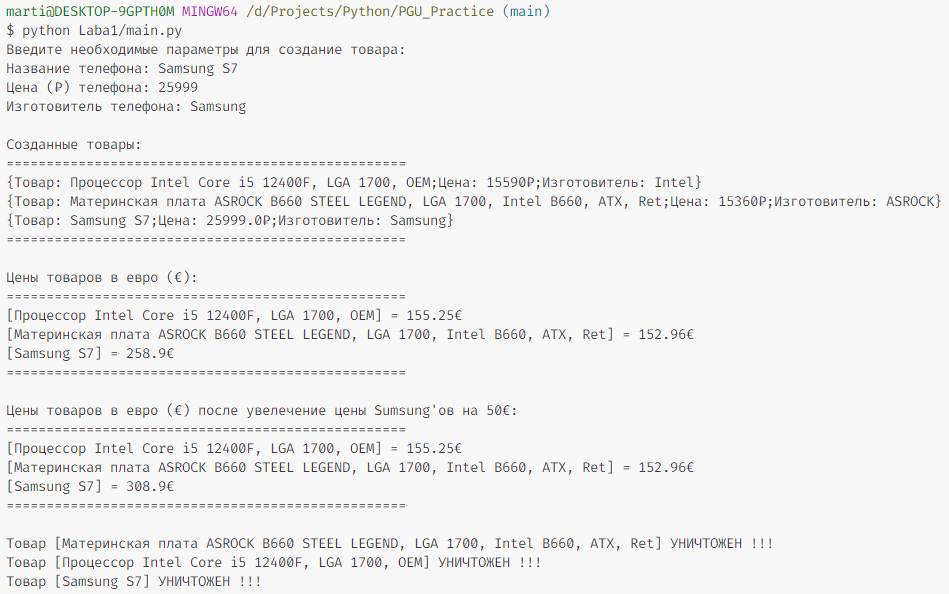 marti@DESKTOP-9GPTH0M MINGW64 /d/Projects/Python/PGU_Practice (main)
$ python Laba1/main.py
Введите необходимые параметры для создание товара:
Название телефона: Samsung S7
Цена (₽) телефона: 25999
Изготовитель телефона: Samsung
Созданные товары:
==================================================
{Товар: Процессор Intel Core i5 12400F, LGA 1700, OEM;Цена: 15590₽;Изготовитель: Intel}
{Товар: Материнская плата ASROCK B660 STEEL LEGEND, LGA 1700, Intel B660, ATX, Ret;Цена: 15360₽;Изготовитель: ASROCK}
{Товар: Samsung S7;Цена: 25999.0₽;Изготовитель: Samsung}
==================================================
Цены товаров в евро (€):
==================================================
[Процессор Intel Core i5 12400F, LGA 1700, OEM] = 155.25€
[Материнская плата ASROCK B660 STEEL LEGEND, LGA 1700, Intel B660, ATX, Ret] = 152.96€
[Samsung S7] = 258.9€
==================================================
Цены товаров в евро (€) после увелечение цены Sumsung'ов на 50€:
==================================================
[Процессор Intel Core i5 12400F, LGA 1700, OEM] = 155.25€
[Материнская плата ASROCK B660 STEEL LEGEND, LGA 1700, Intel B660, ATX, Ret] = 152.96€
[Samsung S7] = 308.9€
==================================================
Товар [Материнская плата ASROCK B660 STEEL LEGEND, LGA 1700, Intel B660, ATX, Ret] УНИЧТОЖЕН !!!
Товар [Процессор Intel Core i5 12400F, LGA 1700, OEM] УНИЧТОЖЕН !!!
Товар [Samsung S7] УНИЧТОЖЕН !!!